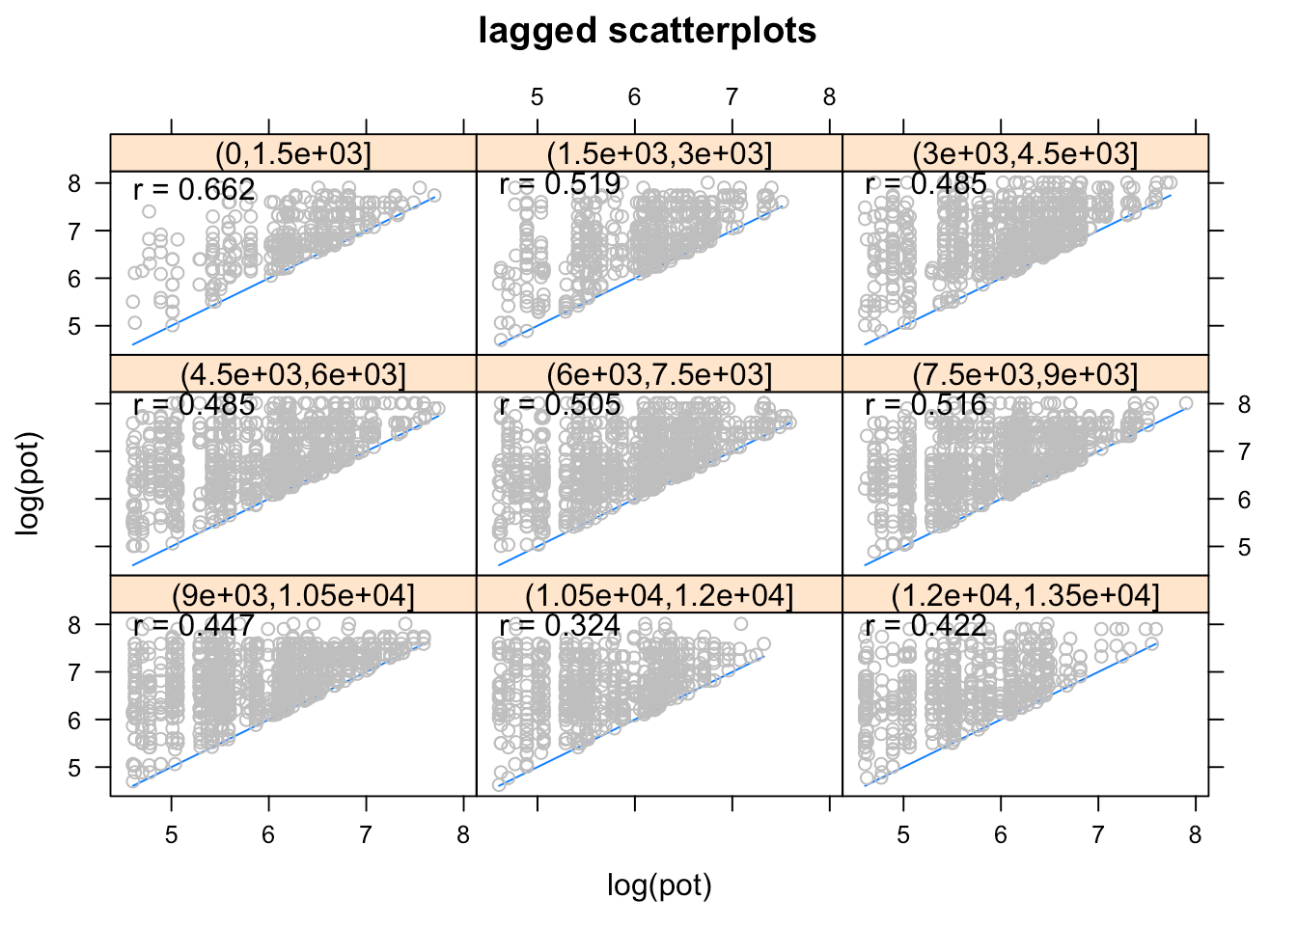 lagged scatterplots
5 6 7 8
(0,1.5e+03] (1.5e+03,3e+03] (3e+03,4.5e+03]
r = 0.662 r = 0.519 r = 0.485
8
7
6
5
(4.5e+03,6e+03] (6e+03,7.5e+03] (7.5e+03,9e+03]
r = 0.485 r = 0.505 r = 0.516
8
7
6
5
(9e+03,1.05e+04] (1.05e+04,1.2e+04] (1.2e+04,1.35e+04]
r = 0.447 r = 0.324 r = 0.422
8
7
6
5
5 6 7 8 5 6 7 8
log(pot)
log(pot)